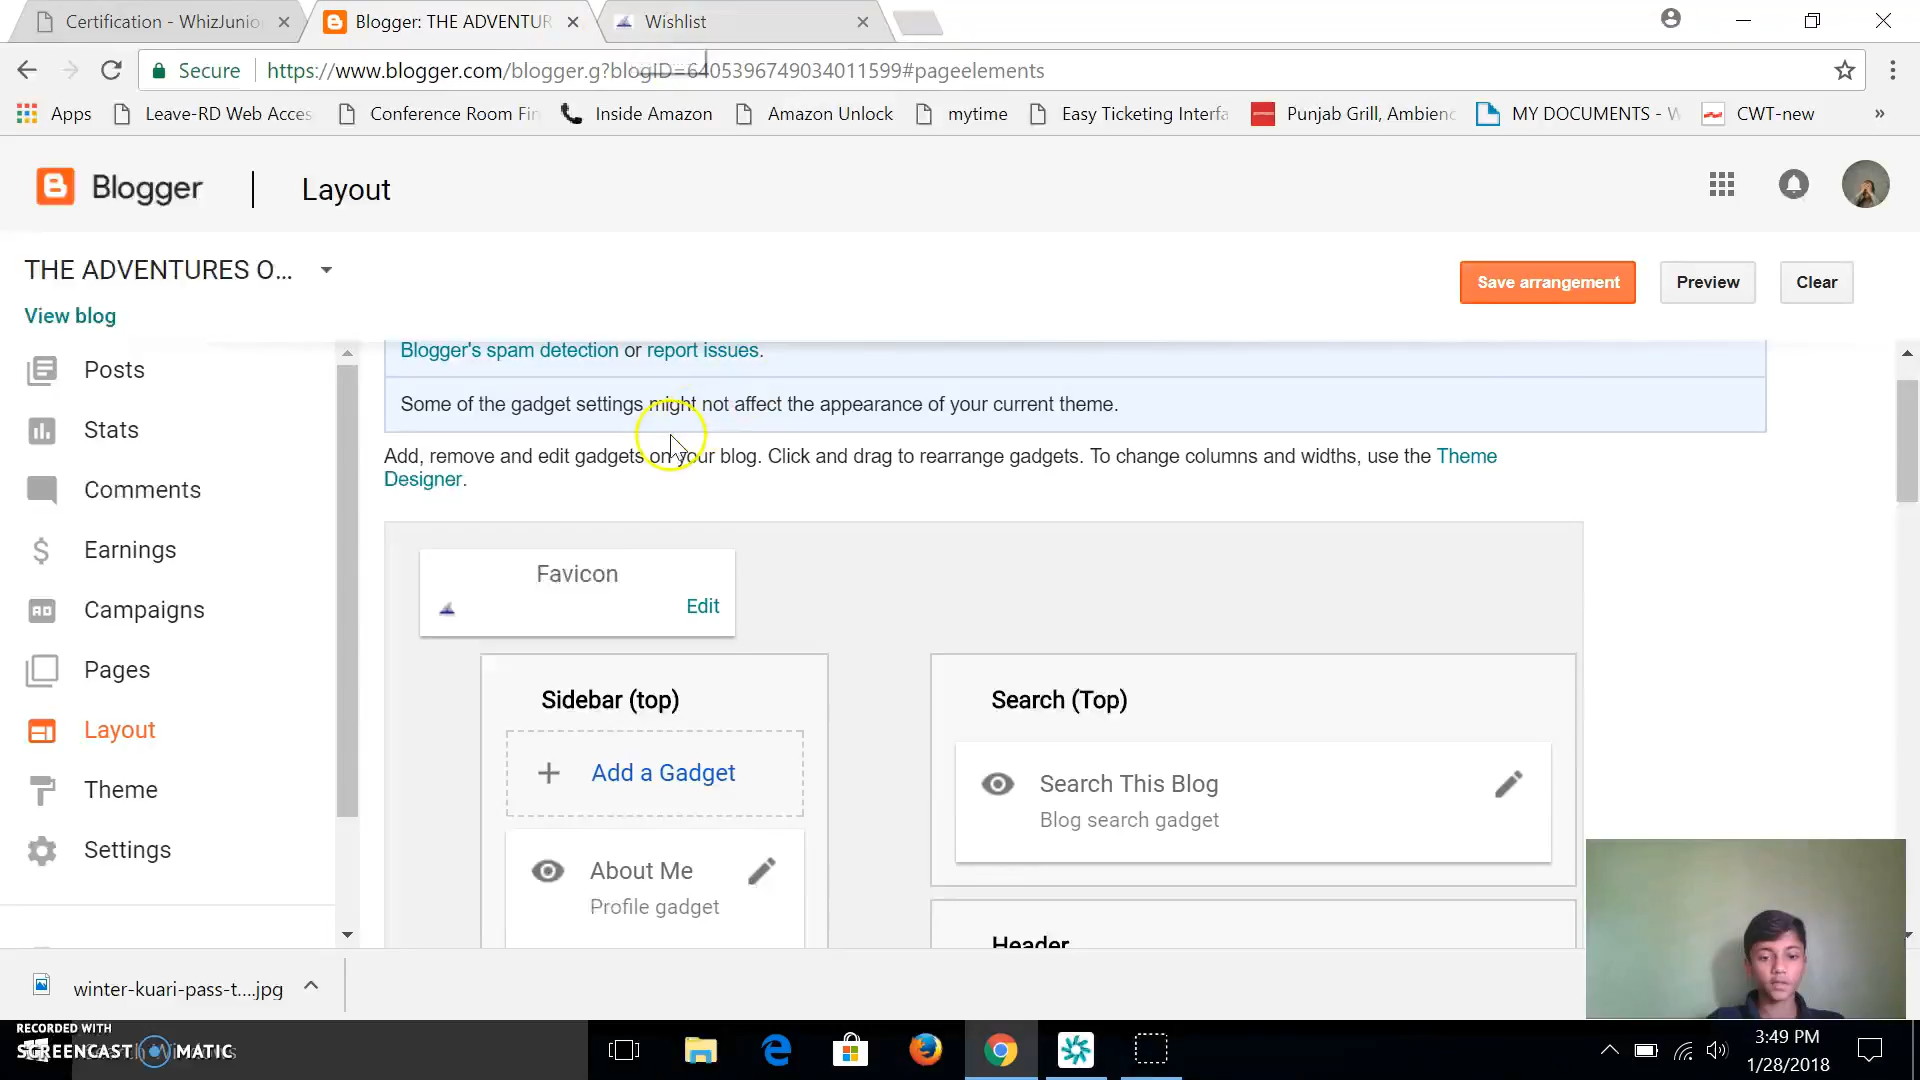 Certification - WhizJunio
Blogger: THE ADVENTUR
Wishlist
Secure
https://www.blogger.com/blogger.g?blogID=6405396749034011599#pageelements
Apps
Leave-RD Web Acces
Conference Room Fin
Inside Amazon
Amazon Unlock
mytime
Easy Ticketing Interfa
Punjab Grill, Ambienc
MY DOCUMENTS - W
CWT-new
»
Blogger
Layout
THE ADVENTURES O...
Save arrangement
Preview
Clear
View blog
Posts
Stats
Comments
Earnings
Campaigns
Pages
Layout
Theme
Settings
Blogger's spam detection or report issues.
Some of the gadget settings might not affect the appearance of your current theme.
Add, remove and edit gadgets on your blog. Click and drag to rearrange gadgets. To change columns and widths, use the Theme
Designer.
Favicon
Edit
Sidebar (top)
Add a Gadget
About Me
Profile gadget
Search (Top)
Search This Blog
Blog search gadget
Header
winter-kuari-pass-t....jpg
RECORDED WITH
SCREENCAST MATIC
3:49 PM
1/28/2018